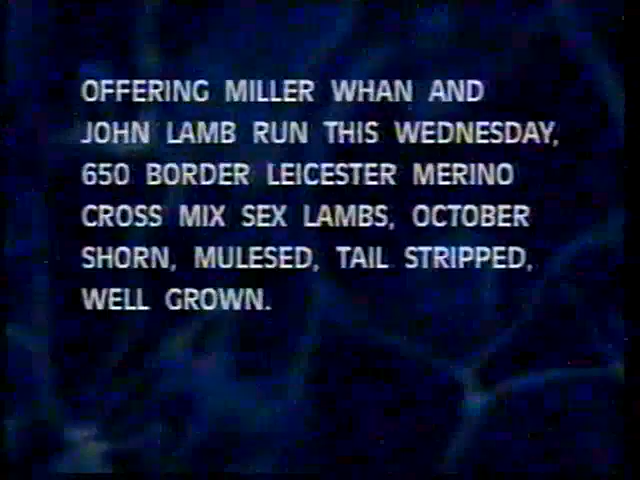 OFFERING MILLER WHAN AND
JOHN LAMB RUN THIS WEDNESDAY,
650 BORDER LEICESTER MERINO
CROSS MIX SEX LAMBS, OCTOBER
SHORN, MULESED, TAIL STRIPPED,
WELL GROWN.